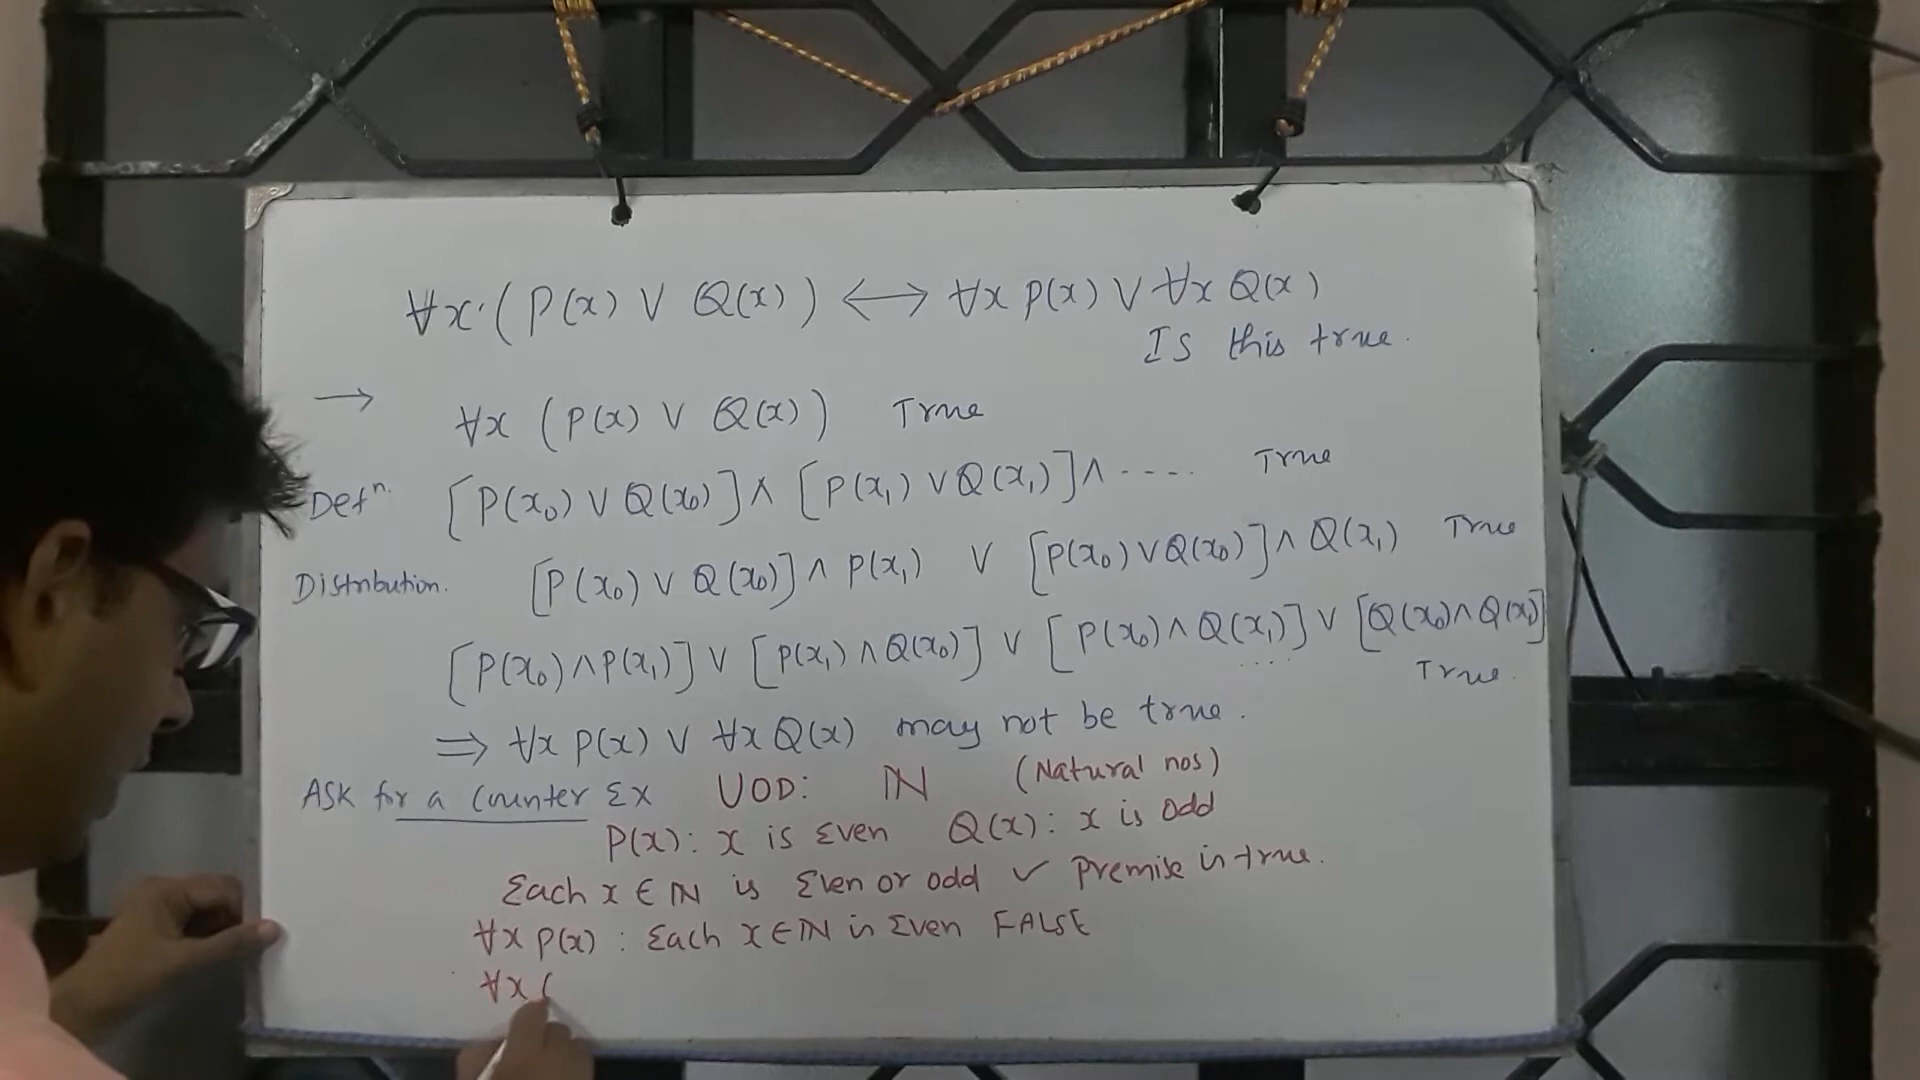 ∀x (P(x) ∨ Q(x)) ⟷ ∀x P(x) ∨ ∀x Q(x)
Is this true.
→ ∀x (P(x) ∨ Q(x)) True
Defⁿ. [P(x₀) ∨ Q(x₀)] ∧ [P(x₁) ∨ Q(x₁)] ∧ ---- True
Distribution. [P(x₀) ∨ Q(x₀)] ∧ P(x₁) ∨ [P(x₀) ∨ Q(x₀)] ∧ Q(x₁) True
[P(x₀) ∧ P(x₁)] ∨ [P(x₁) ∧ Q(x₀)] ∨ [P(x₀) ∧ Q(x₁)] ∨ [Q(x₀) ∧ Q(x₁)]
.... True.
⇒ ∀x P(x) ∨ ∀x Q(x) may not be true.
ASK for a Counter Ex UOD: ℕ (Natural nos)
P(x): x is Even Q(x): x is odd
Each x ∈ ℕ is Even or odd ✓ Premise is true.
∀x P(x) : Each x ∈ ℕ is Even FALSE
∀x (